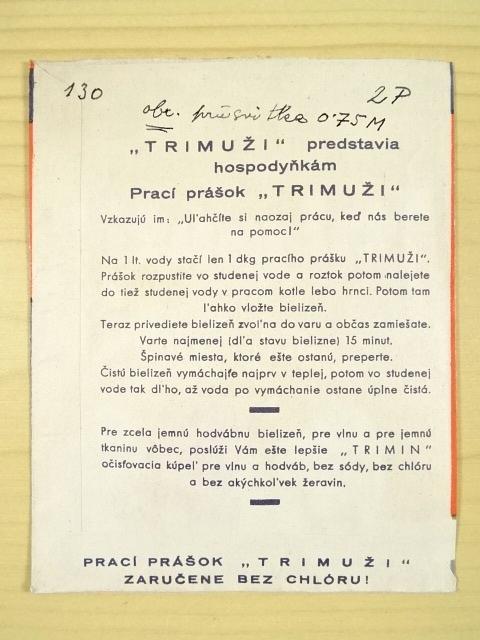 130
2P
obr. priesvitka 0.75M
„TRIMUŽI“ predstavia
hospodyňkám
Prací prášok „TRIMUŽI“
Vzkazujú im: „Uľahčíte si naozaj prácu, keď nás berete
na pomoc!“
Na 1 lt. vody stačí len 1 dkg pracieho prášku „TRIMUŽI“.
Prášok rozpustite vo studenej vode a roztok potom nalejete
do tiež studenej vody v pracom kotle lebo hrnci. Potom tam
ľahko vložte bielizeň.
Teraz privediete bielizeň zvoľna do varu a občas zamiešate.
Varte najmenej (dľa stavu bielizne) 15 minut.
Špinavé miesta, ktoré ešte ostanú, preperte.
Čistú bielizeň vymáchajte najprv v teplej, potom vo studenej
vode tak dlho, až voda po vymáchanie ostane úplne čistá.
Pre zcela jemnú hodvábnu bielizeň, pre vlnu a pre jemnú
tkaninu vôbec, poslúži Vám ešte lepšie „TRIMIN“
očisťovacia kúpeľ pre vlnu a hodváb, bez sódy, bez chlóru
a bez akýchkoľvek žeravin.
PRACÍ PRÁŠOK „TRIMUŽI“
ZARUČENE BEZ CHLÓRU!